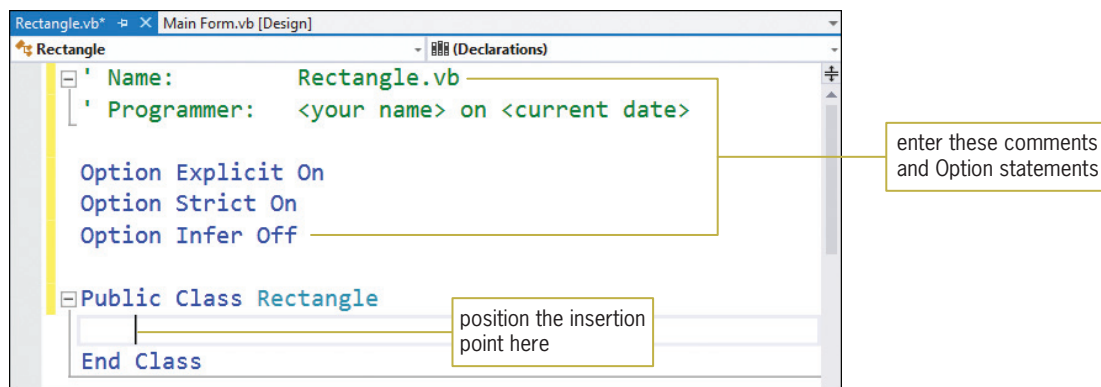 Rectangle.vb* Main Form.vb [Design]
Rectangle (Declarations)
' Name: Rectangle.vb
' Programmer: <your name> on <current date>
Option Explicit On
Option Strict On
Option Infer Off
enter these comments
and Option statements
Public Class Rectangle
position the insertion
point here
End Class